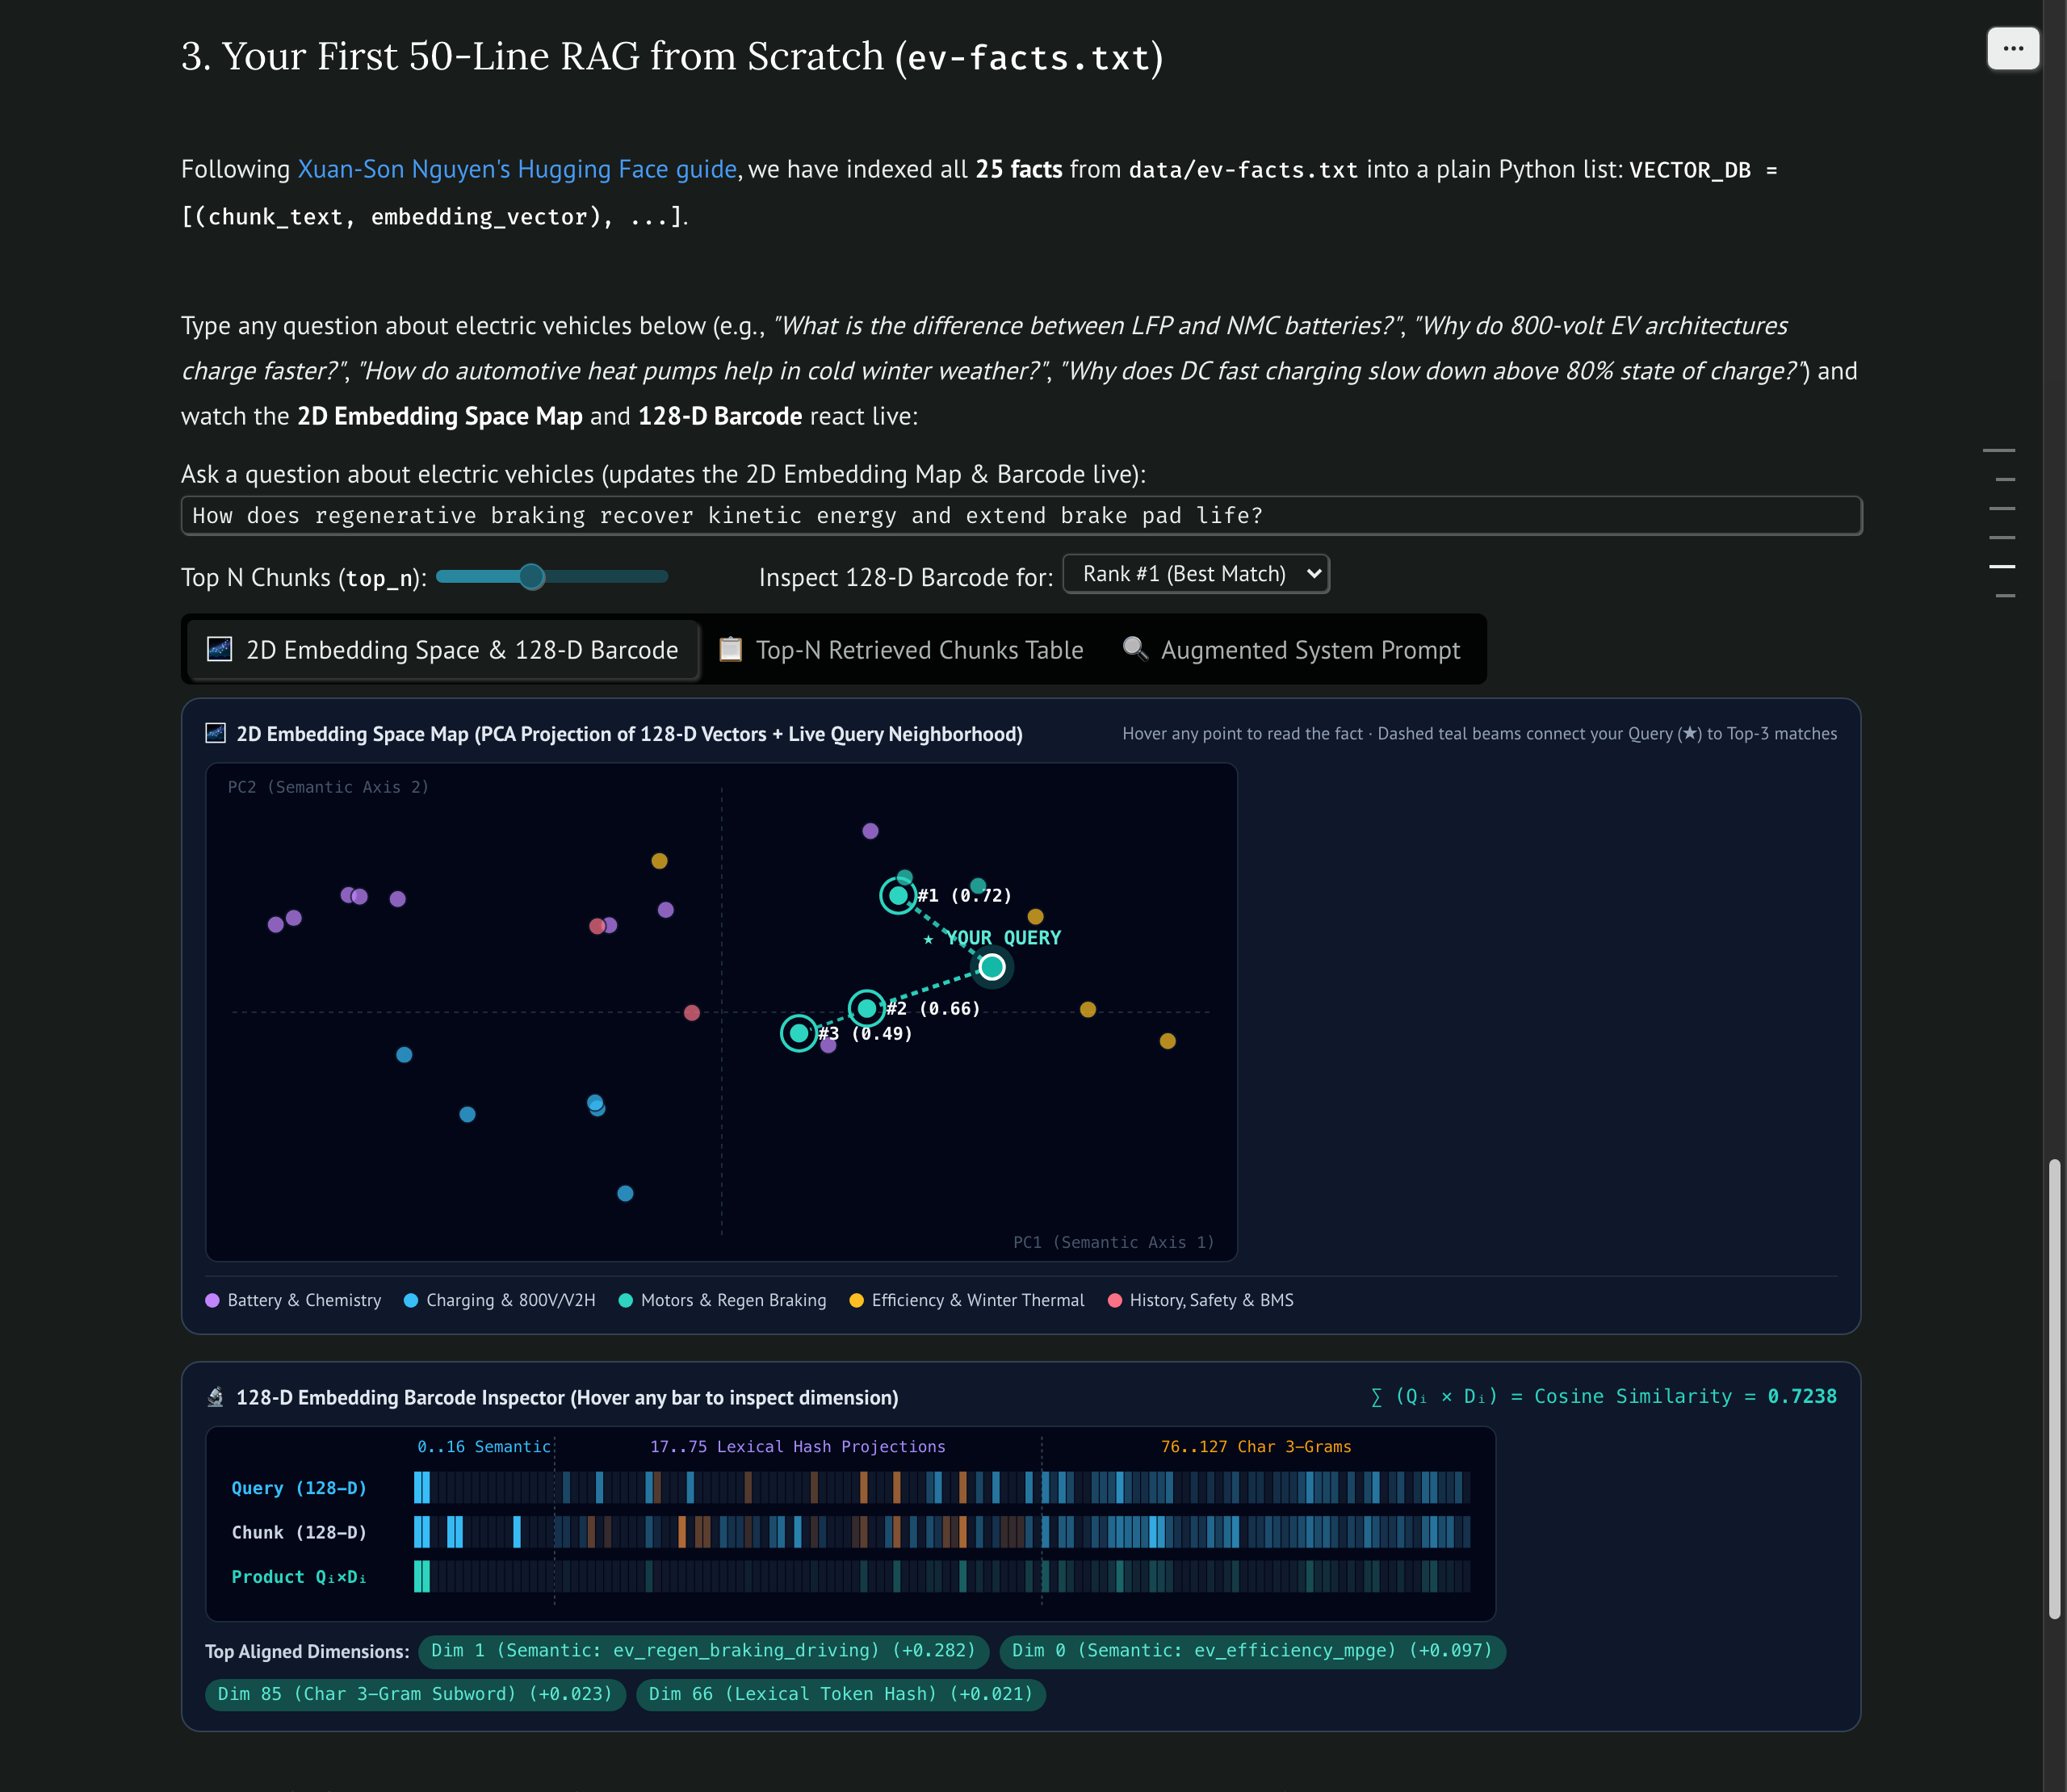 3. Your First 50-Line RAG from Scratch (ev-facts.txt)
Following Xuan-Son Nguyen's Hugging Face guide, we have indexed all 25 facts from data/ev-facts.txt into a plain Python list: VECTOR_DB =
[(chunk_text, embedding_vector), ...].
Type any question about electric vehicles below (e.g., "What is the difference between LFP and NMC batteries?", "Why do 800-volt EV architectures
charge faster?", "How do automotive heat pumps help in cold winter weather?", "Why does DC fast charging slow down above 80% state of charge?") and
watch the 2D Embedding Space Map and 128-D Barcode react live:
Ask a question about electric vehicles (updates the 2D Embedding Map & Barcode live):
How does regenerative braking recover kinetic energy and extend brake pad life?
Top N Chunks (top_n):
Inspect 128-D Barcode for: Rank #1 (Best Match)
2D Embedding Space & 128-D Barcode
Top-N Retrieved Chunks Table
Augmented System Prompt
2D Embedding Space Map (PCA Projection of 128-D Vectors + Live Query Neighborhood)
Hover any point to read the fact · Dashed teal beams connect your Query (★) to Top-3 matches
PC2 (Semantic Axis 2)
#1 (0.72)
★ YOUR QUERY
#2 (0.66)
#3 (0.49)
PC1 (Semantic Axis 1)
Battery & Chemistry
Charging & 800V/V2H
Motors & Regen Braking
Efficiency & Winter Thermal
History, Safety & BMS
128-D Embedding Barcode Inspector (Hover any bar to inspect dimension)
∑ (Qᵢ × Dᵢ) = Cosine Similarity = 0.7238
0..16 Semantic
17..75 Lexical Hash Projections
76..127 Char 3-Grams
Query (128-D)
Chunk (128-D)
Product Qᵢ×Dᵢ
Top Aligned Dimensions: Dim 1 (Semantic: ev_regen_braking_driving) (+0.282) Dim 0 (Semantic: ev_efficiency_mpge) (+0.097)
Dim 85 (Char 3-Gram Subword) (+0.023) Dim 66 (Lexical Token Hash) (+0.021)